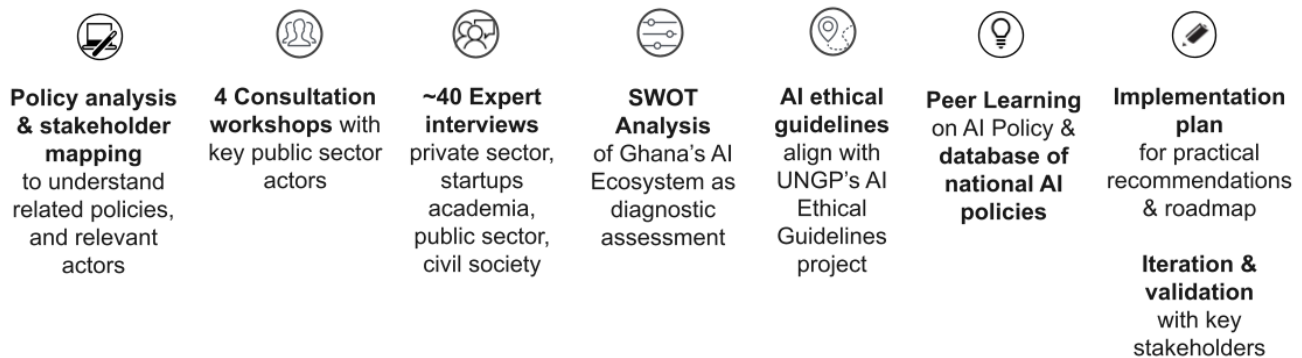 Policy analysis
& stakeholder
mapping
to understand
related policies,
and relevant
actors
4 Consultation
workshops with
key public sector
actors
~40 Expert
interviews
private sector,
startups
academia,
public sector,
civil society
SWOT
Analysis
of Ghana's AI
Ecosystem as
diagnostic
assessment
AI ethical
guidelines
align with
UNGP's AI
Ethical
Guidelines
project
Peer Learning
on AI Policy &
database of
national AI
policies
Implementation
plan
for practical
recommendations
& roadmap
Iteration &
validation
with key
stakeholders